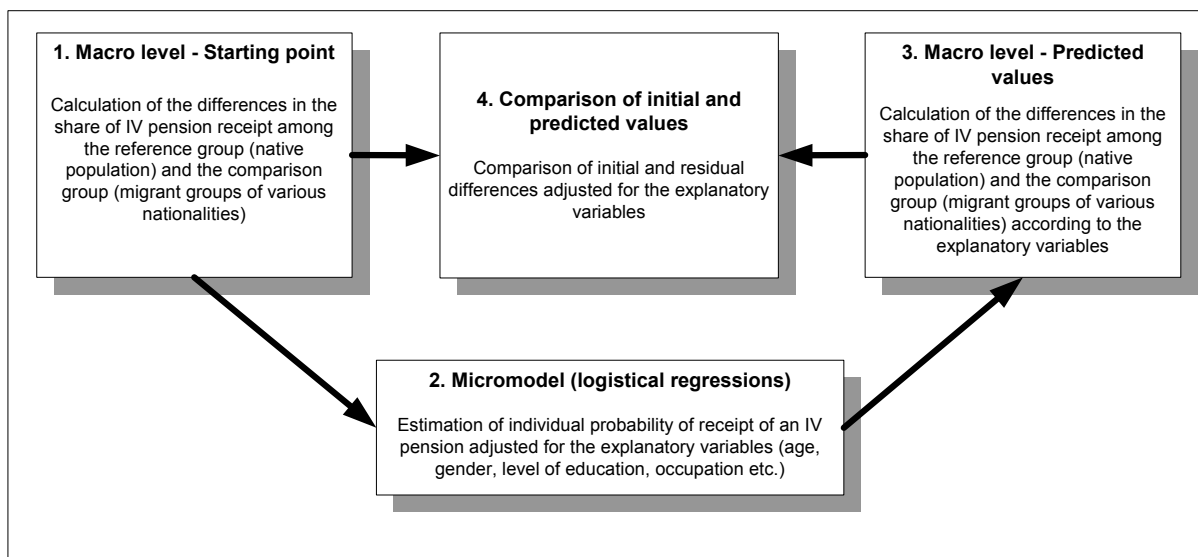 1. Macro level - Starting point
Calculation of the differences in the
share of IV pension receipt among
the reference group (native
population) and the comparison
group (migrant groups of various
nationalities)
4. Comparison of initial and
predicted values
Comparison of initial and residual
differences adjusted for the explanatory
variables
3. Macro level - Predicted
values
Calculation of the differences in the
share of IV pension receipt among
the reference group (native
population) and the comparison
group (migrant groups of various
nationalities) according to the
explanatory variables
2. Micromodel (logistical regressions)
Estimation of individual probability of receipt of an IV
pension adjusted for the explanatory variables (age,
gender, level of education, occupation etc.)